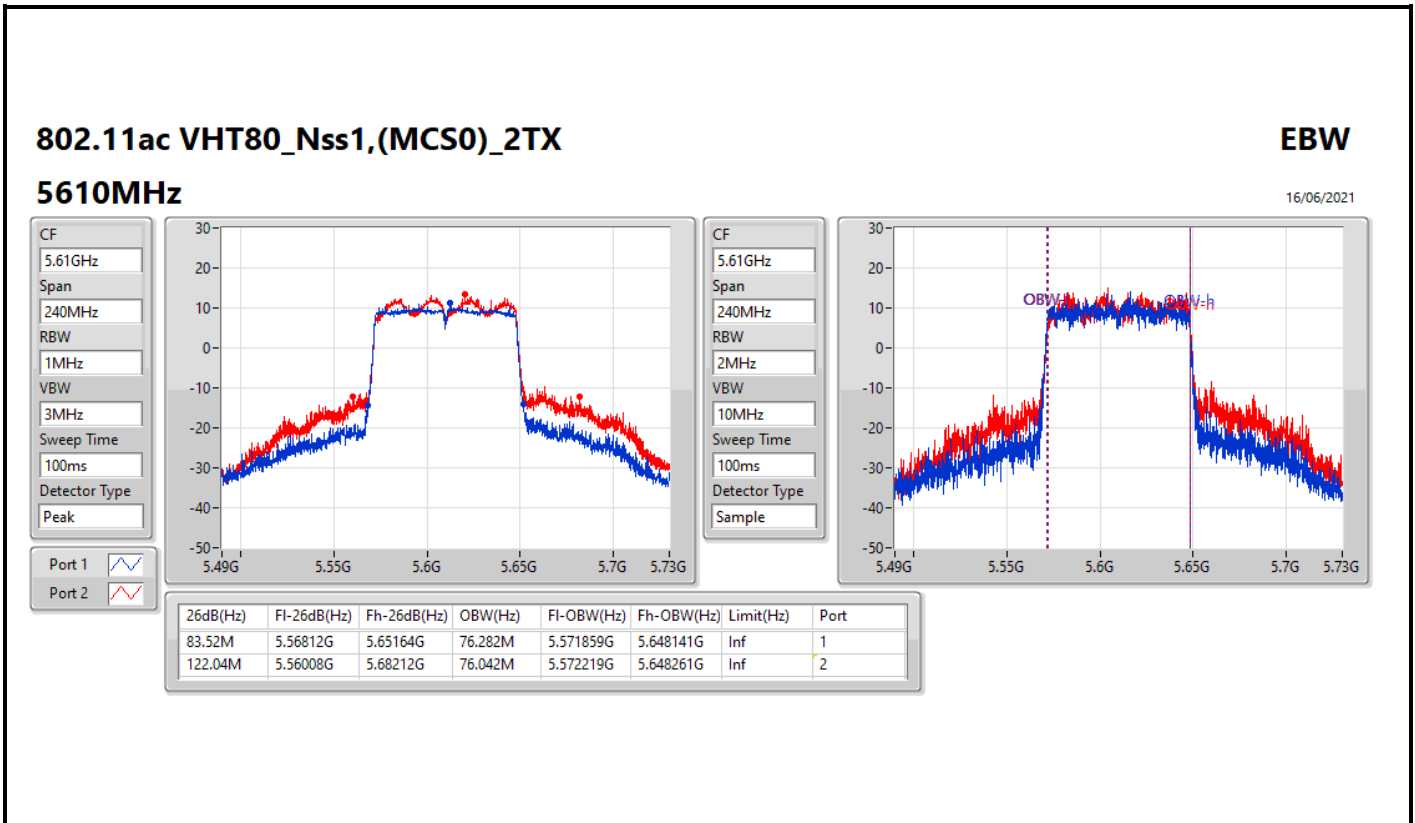 802.11ac VHT80_Nss1,(MCS0)_2TX
EBW
5610MHz
16/06/2021
CF
5.61GHz
Span
240MHz
RBW
1MHz
VBW
3MHz
Sweep Time
100ms
Detector Type
Peak
Port 1
Port 2
30
20
10
0
-10
-20
-30
-40
-50
5.49G 5.55G 5.6G 5.65G 5.7G 5.73G
CF
5.61GHz
Span
240MHz
RBW
2MHz
VBW
10MHz
Sweep Time
100ms
Detector Type
Sample
30
20
10
0
-10
-20
-30
-40
-50
OBW-h
5.49G 5.55G 5.6G 5.65G 5.7G 5.73G
26dB(Hz) Fl-26dB(Hz) Fh-26dB(Hz) OBW(Hz) Fl-OBW(Hz) Fh-OBW(Hz) Limit(Hz) Port
83.52M 5.56812G 5.65164G 76.282M 5.571859G 5.648141G Inf 1
122.04M 5.56008G 5.68212G 76.042M 5.572219G 5.648261G Inf 2